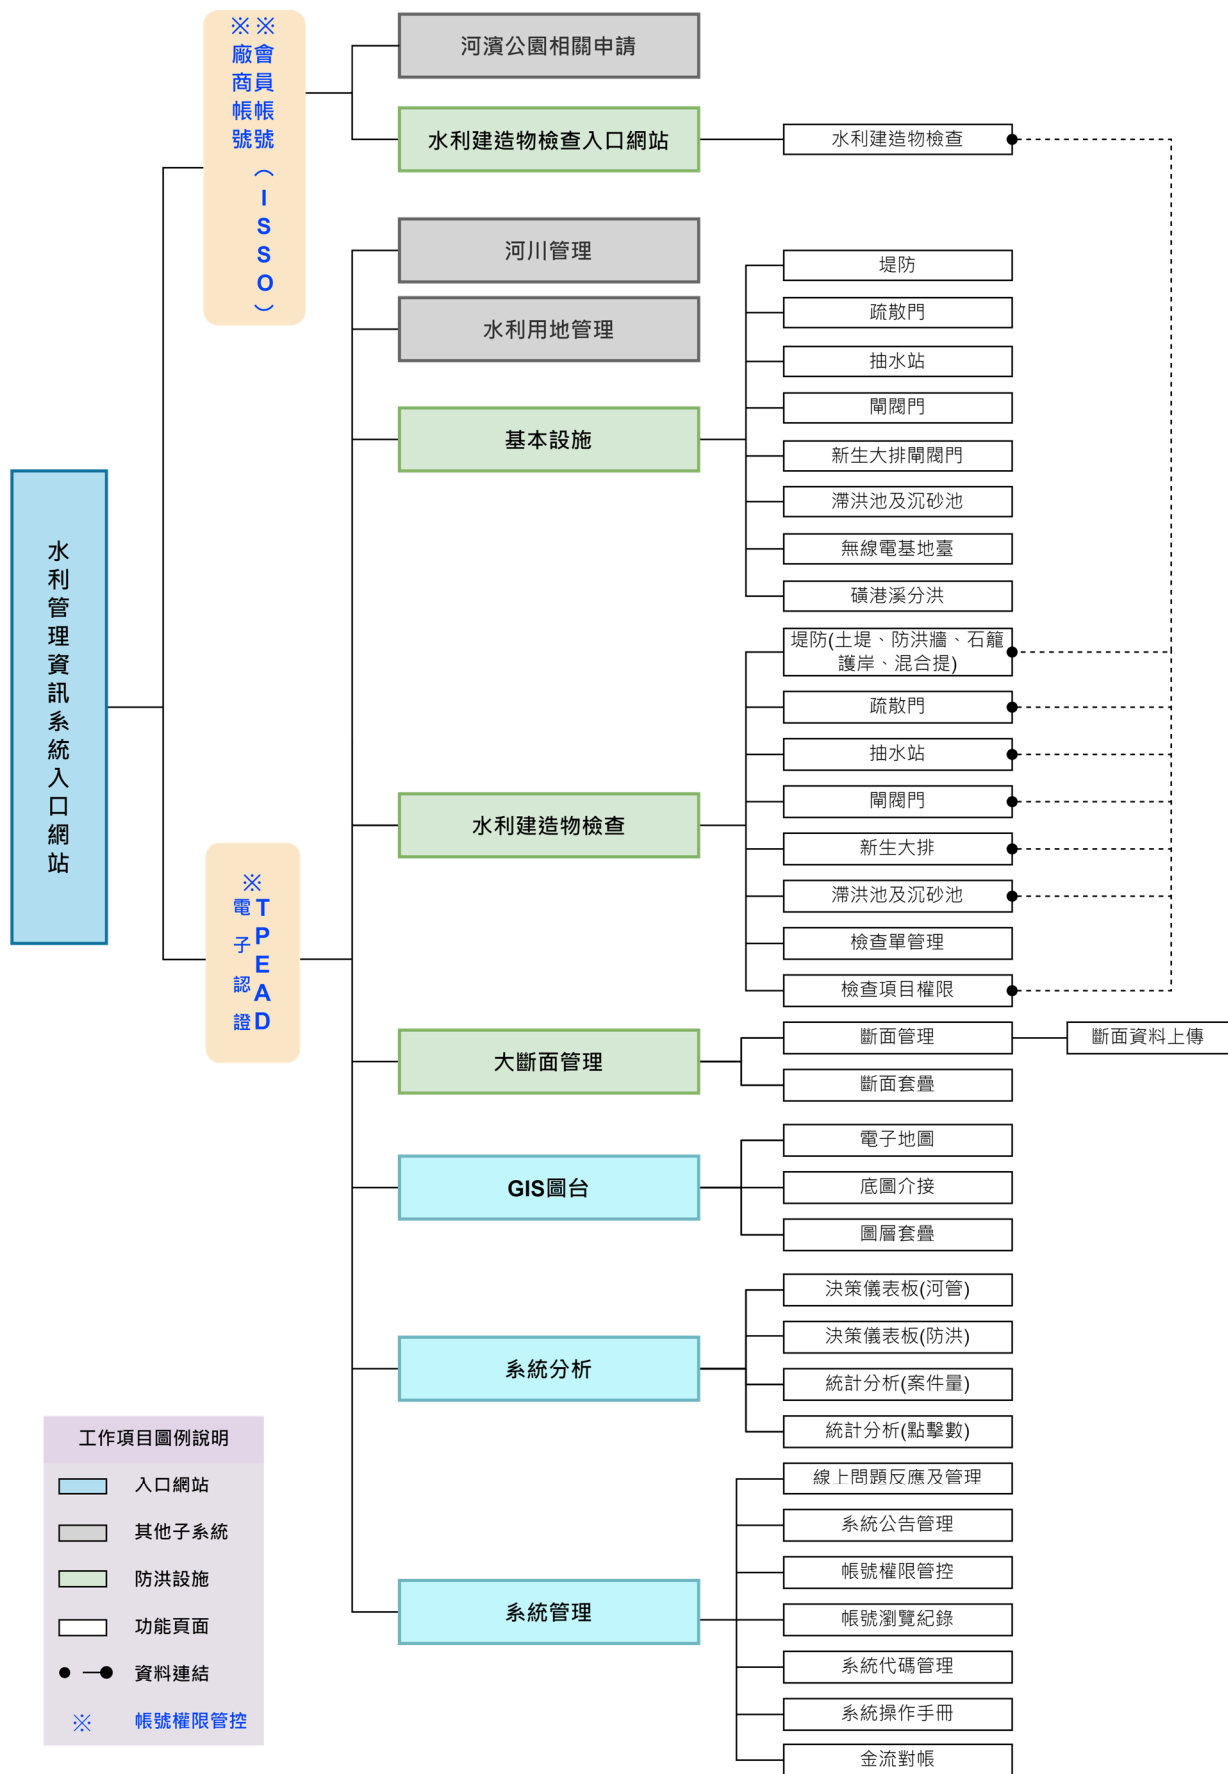 水利管理資訊系統入口網站
※會員帳號（ISSO）
※廠商帳號
河濱公園相關申請
水利建造物檢查入口網站
水利建造物檢查
※TPEAD
電子認證
河川管理
水利用地管理
基本設施
堤防
疏散門
抽水站
閘閥門
新生大排閘閥門
滯洪池及沉砂池
無線電基地臺
磺港溪分洪
水利建造物檢查
堤防(土堤、防洪牆、石籠
護岸、混合提)
疏散門
抽水站
閘閥門
新生大排
滯洪池及沉砂池
檢查單管理
檢查項目權限
大斷面管理
斷面管理
斷面資料上傳
斷面套疊
GIS圖台
電子地圖
底圖介接
圖層套疊
系統分析
決策儀表板(河管)
決策儀表板(防洪)
統計分析(案件量)
統計分析(點擊數)
系統管理
線上問題反應及管理
系統公告管理
帳號權限管控
帳號瀏覽紀錄
系統代碼管理
系統操作手冊
金流對帳
工作項目圖例說明
入口網站
其他子系統
防洪設施
功能頁面
資料連結
※ 帳號權限管控